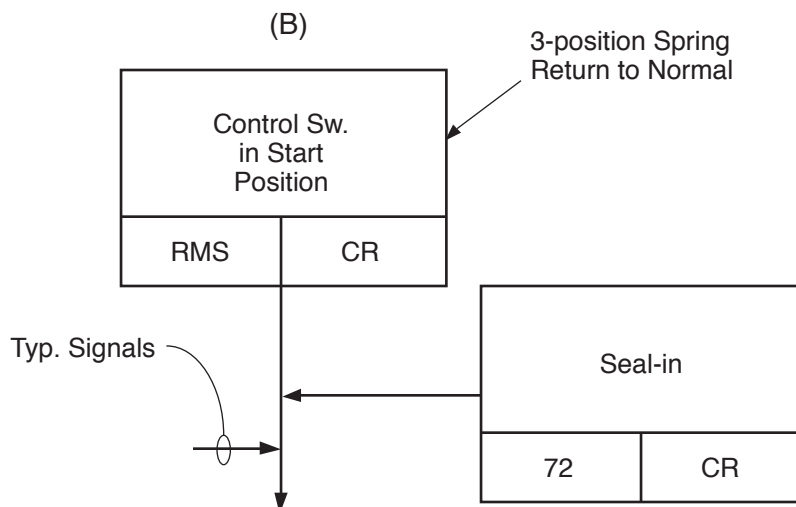 (B)
3-position Spring
Return to Normal
Control Sw.
in Start
Position
RMS
CR
Typ. Signals
Seal-in
72
CR